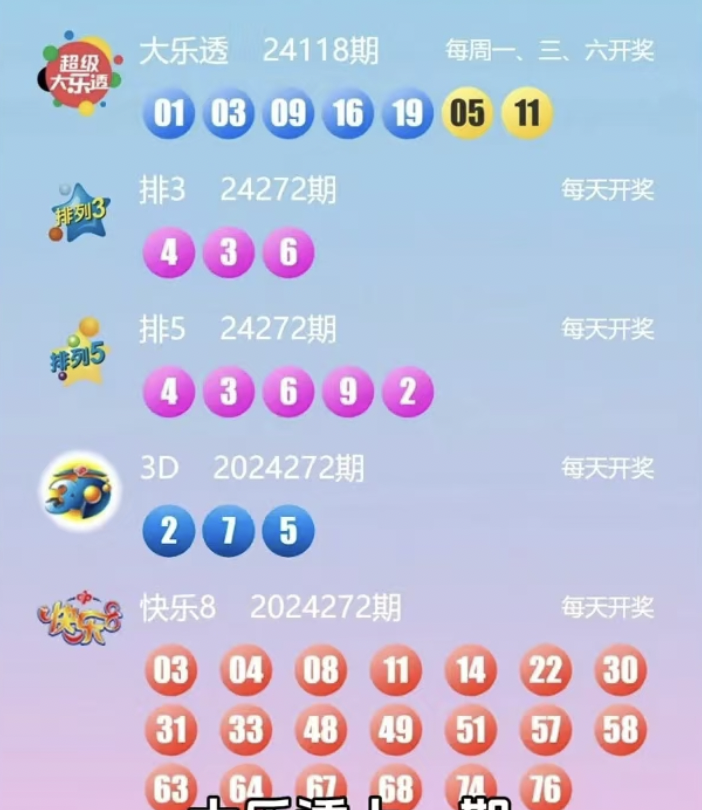 超级
大乐透
大乐透 24118期 每周一、三、六开奖
01 03 09 16 19 05 11
排列3
排3 24272期 每天开奖
4 3 6
排列5
排5 24272期 每天开奖
4 3 6 9 2
3D
3D 2024272期 每天开奖
2 7 5
快乐8
快乐8 2024272期 每天开奖
03 04 08 11 14 22 30
31 33 48 49 51 57 58
63 64 67 68 74 76
大乐透上一期